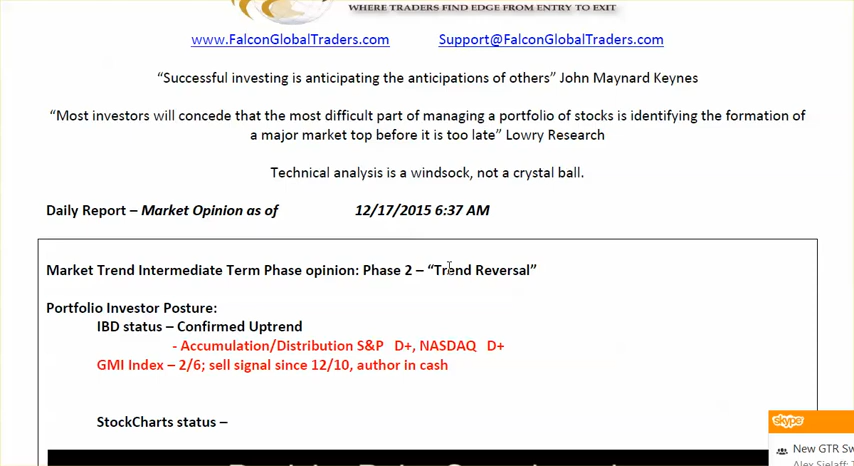 WHERE TRADERS FIND EDGE FROM ENTRY TO EXIT
www.FalconGlobalTraders.com Support@FalconGlobalTraders.com
“Successful investing is anticipating the anticipations of others” John Maynard Keynes
“Most investors will concede that the most difficult part of managing a portfolio of stocks is identifying the formation of
a major market top before it is too late” Lowry Research
Technical analysis is a windsock, not a crystal ball.
Daily Report – Market Opinion as of 12/17/2015 6:37 AM
Market Trend Intermediate Term Phase opinion: Phase 2 – “Trend Reversal”
Portfolio Investor Posture:
IBD status – Confirmed Uptrend
- Accumulation/Distribution S&P D+, NASDAQ D+
GMI Index – 2/6; sell signal since 12/10, author in cash
StockCharts status –
skype
New GTR Sw